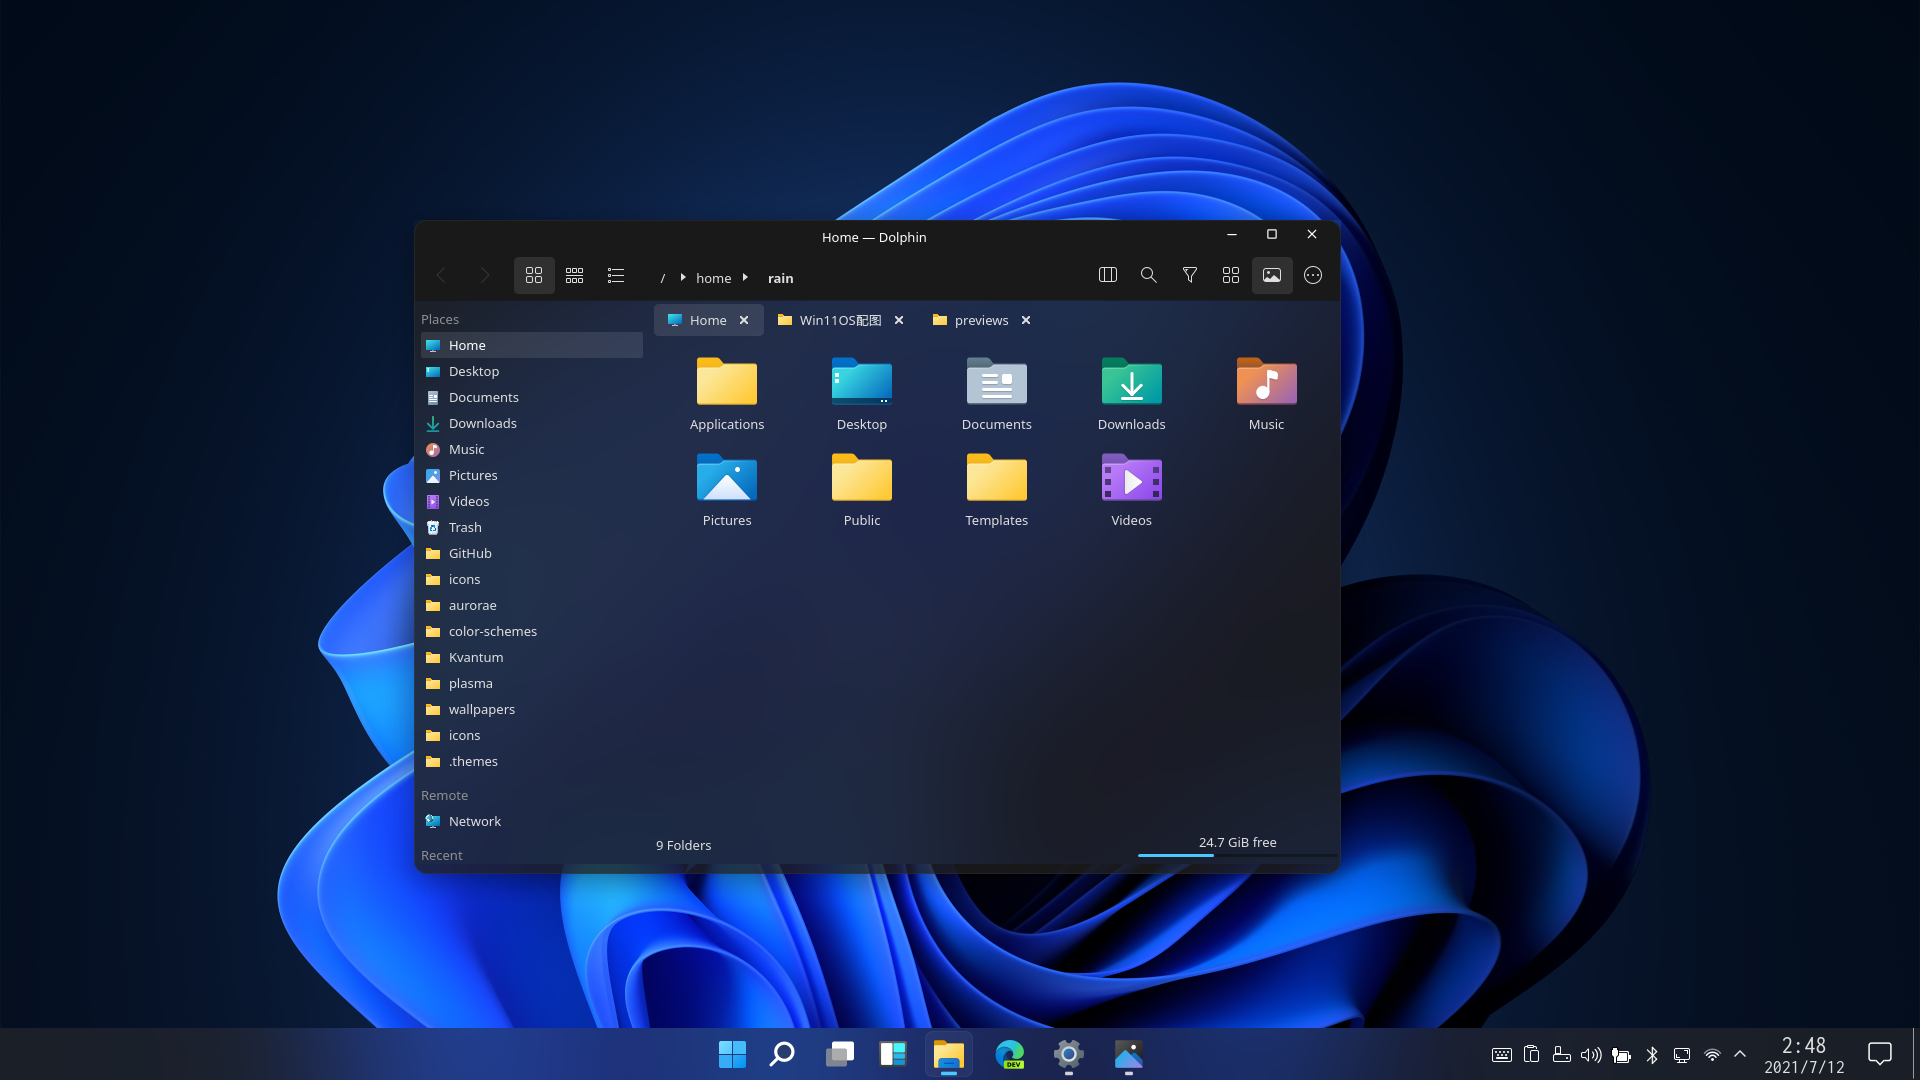 Home — Dolphin
/ home rain
Places
Home
Desktop
Documents
Downloads
Music
Pictures
Videos
Trash
GitHub
icons
aurorae
color-schemes
Kvantum
plasma
wallpapers
icons
.themes
Remote
Network
Recent
Home Win11OS配图 previews
Applications Desktop Documents Downloads Music
Pictures Public Templates Videos
9 Folders
24.7 GiB free
DEV
2:48
2021/7/12